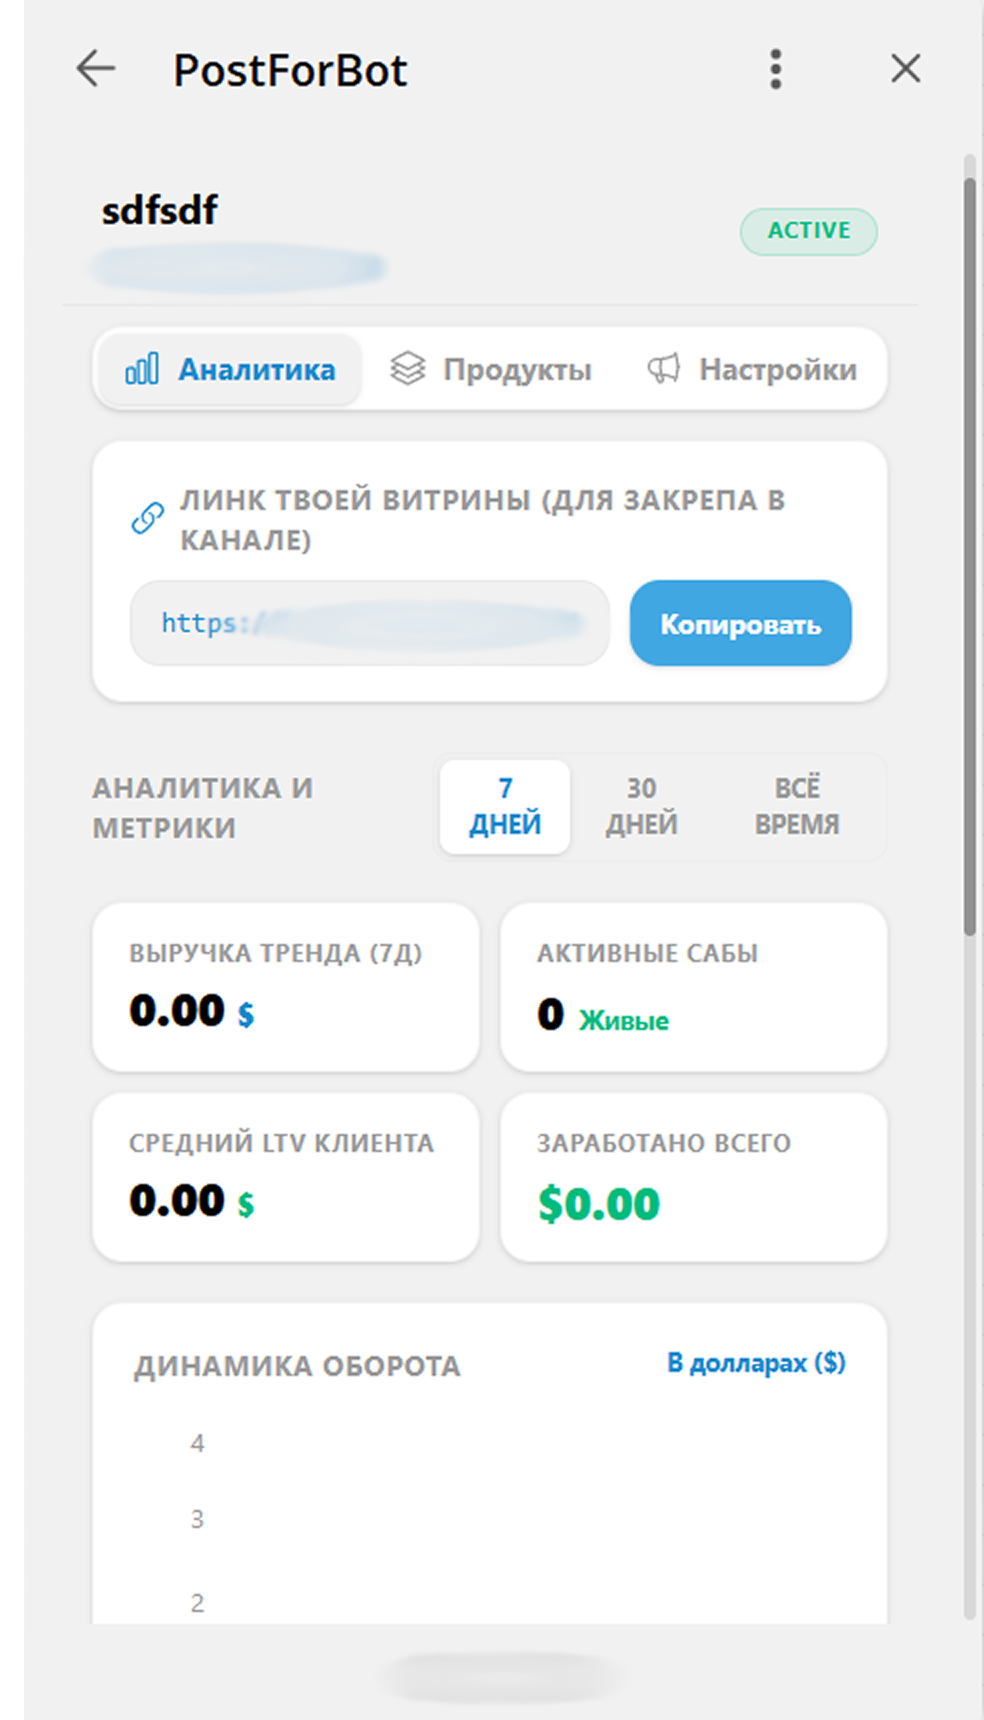 PostForBot
sdfsdf
ACTIVE
Аналитика
Продукты
Настройки
ЛИНК ТВОЕЙ ВИТРИНЫ (ДЛЯ ЗАКРЕПА В
КАНАЛЕ)
https:/
Копировать
АНАЛИТИКА И
МЕТРИКИ
7
ДНЕЙ
30
ДНЕЙ
ВСЁ
ВРЕМЯ
ВЫРУЧКА ТРЕНДА (7Д)
0.00 $
АКТИВНЫЕ САБЫ
0 Живые
СРЕДНИЙ LTV КЛИЕНТА
0.00 $
ЗАРАБОТАНО ВСЕГО
$0.00
ДИНАМИКА ОБОРОТА
В долларах ($)
4
3
2